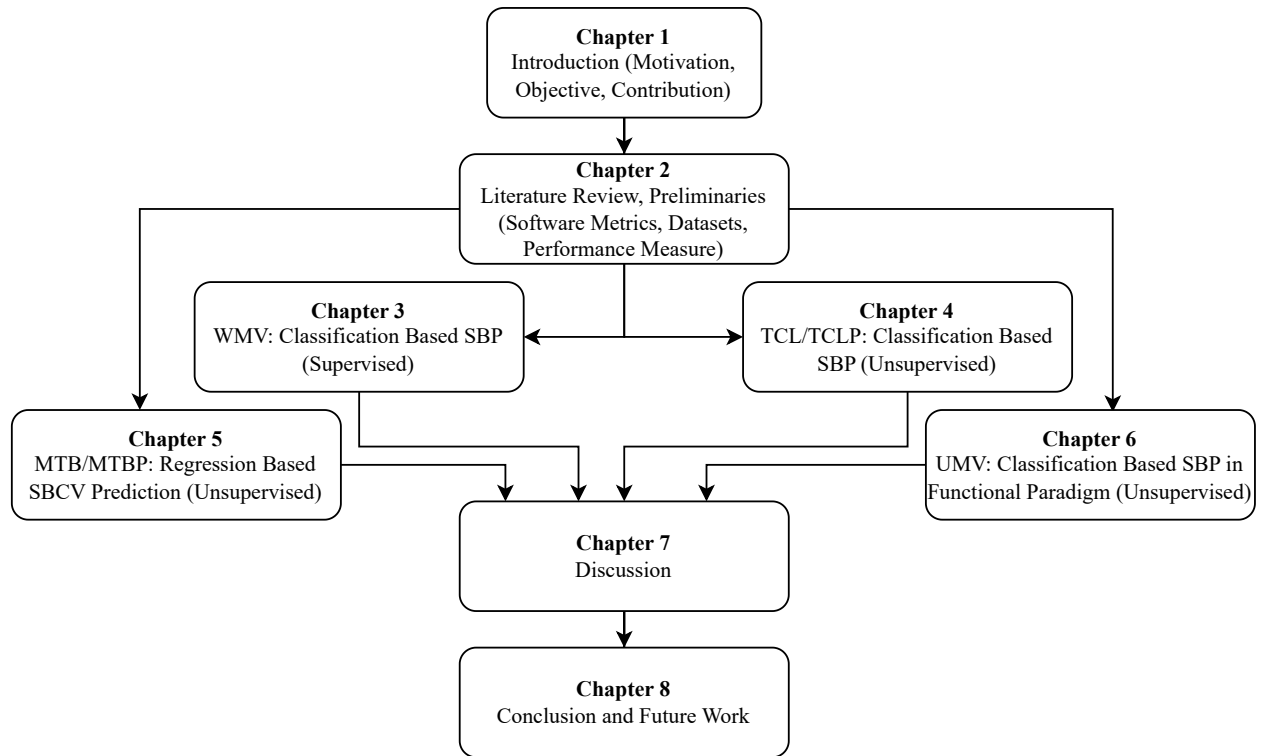 Chapter 1
Introduction (Motivation,
Objective, Contribution)
Chapter 2
Literature Review, Preliminaries
(Software Metrics, Datasets,
Performance Measure)
Chapter 3
WMV: Classification Based SBP
(Supervised)
Chapter 4
TCL/TCLP: Classification Based
SBP (Unsupervised)
Chapter 5
MTB/MTBP: Regression Based
SBCV Prediction (Unsupervised)
Chapter 6
UMV: Classification Based SBP in
Functional Paradigm (Unsupervised)
Chapter 7
Discussion
Chapter 8
Conclusion and Future Work